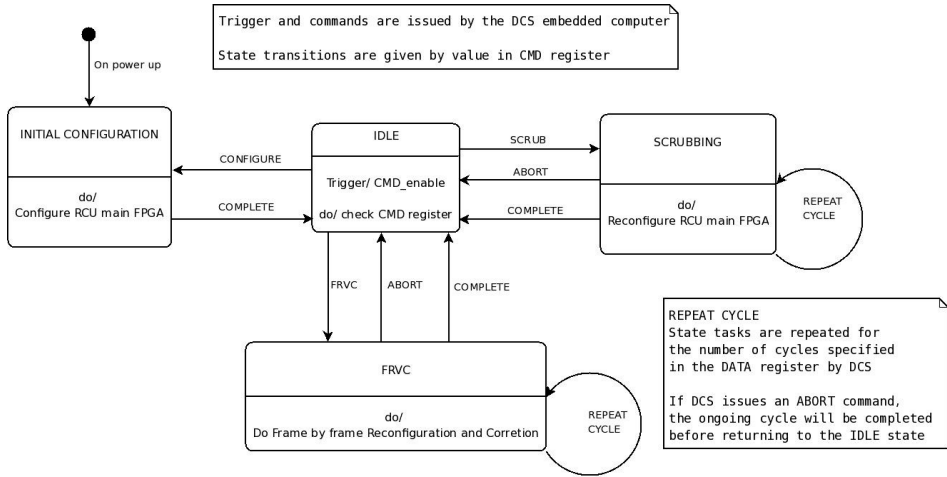 Trigger and commands are issued by the DCS embedded computer
State transitions are given by value in CMD register
On power up
INITIAL CONFIGURATION
do/
Configure RCU main FPGA
CONFIGURE
COMPLETE
IDLE
Trigger/ CMD_enable
do/ check CMD register
SCRUB
ABORT
COMPLETE
SCRUBBING
do/
Reconfigure RCU main FPGA
REPEAT
CYCLE
FRVC
ABORT
COMPLETE
FRVC
do/
Do Frame by frame Reconfiguration and Corretion
REPEAT
CYCLE
REPEAT CYCLE
State tasks are repeated for
the number of cycles specified
in the DATA register by DCS
If DCS issues an ABORT command,
the ongoing cycle will be completed
before returning to the IDLE state